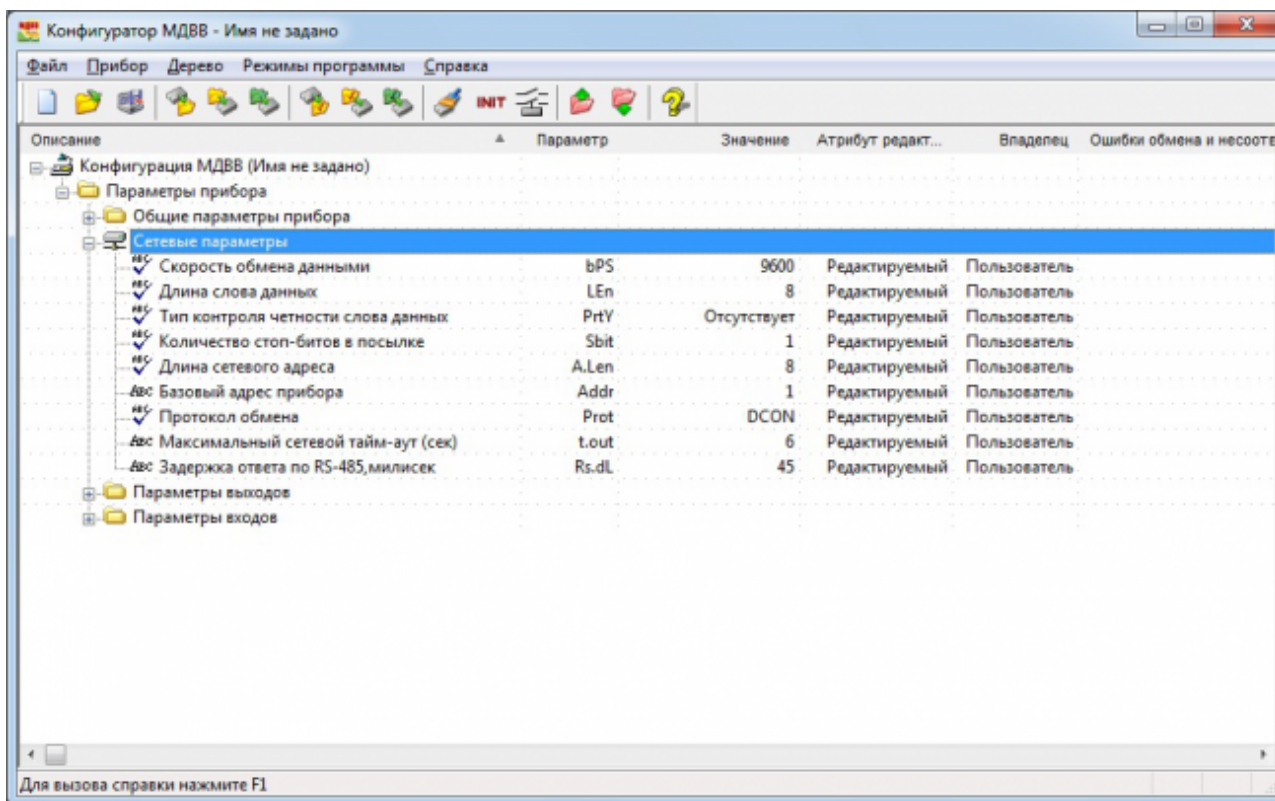 Конфигуратор МДВВ - Имя не задано
Файл Прибор Дерево Режимы программы Справка
INIT
Описание Параметр Значение Атрибут редакт... Владелец Ошибки обмена и несоотв
Конфигурация МДВВ (Имя не задано)
Параметры прибора
Общие параметры прибора
Сетевые параметры
Скорость обмена данными bPS 9600 Редактируемый Пользователь
Длина слова данных LEn 8 Редактируемый Пользователь
Тип контроля четности слова данных PrtY Отсутствует Редактируемый Пользователь
Количество стоп-битов в посылке Sbit 1 Редактируемый Пользователь
Длина сетевого адреса A.Len 8 Редактируемый Пользователь
Базовый адрес прибора Addr 1 Редактируемый Пользователь
Протокол обмена Prot DCON Редактируемый Пользователь
Максимальный сетевой тайм-аут (сек) t.out 6 Редактируемый Пользователь
Задержка ответа по RS-485,милисек Rs.dL 45 Редактируемый Пользователь
Параметры выходов
Параметры входов
Для вызова справки нажмите F1